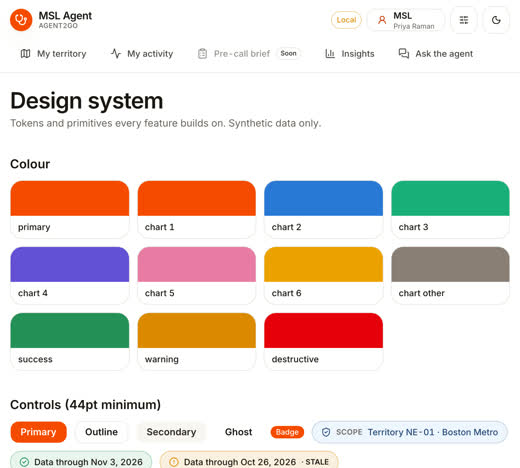 MSL Agent
AGENT2GO
Local
MSL
Priya Raman
My territory
My activity
Pre-call brief
Soon
Insights
Ask the agent
Design system
Tokens and primitives every feature builds on. Synthetic data only.
Colour
primary
chart 1
chart 2
chart 3
chart 4
chart 5
chart 6
chart other
success
warning
destructive
Controls (44pt minimum)
Primary
Outline
Secondary
Ghost
Badge
SCOPE Territory NE-01 · Boston Metro
Data through Nov 3, 2026
Data through Oct 26, 2026 · STALE